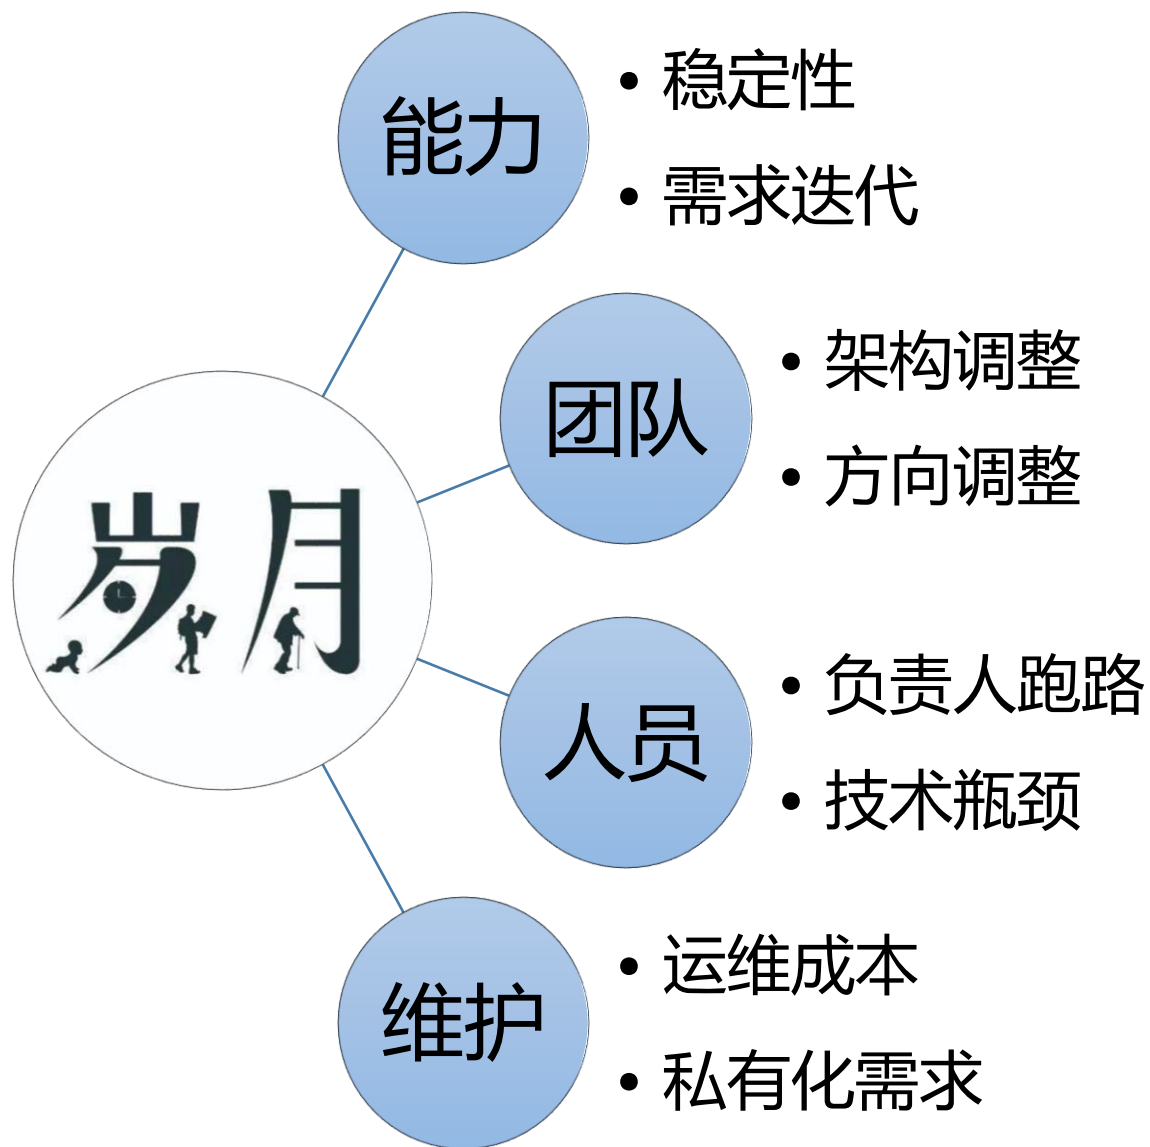 能力
• 稳定性
• 需求迭代
团队
• 架构调整
• 方向调整
岁月
人员
• 负责人跑路
• 技术瓶颈
维护
• 运维成本
• 私有化需求